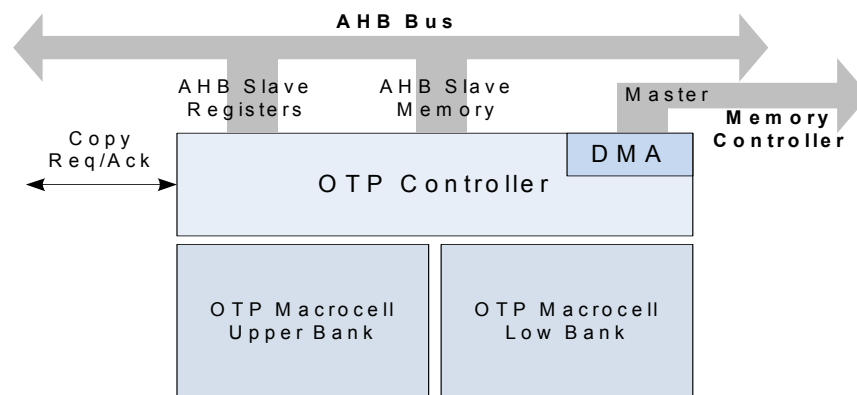 AHB Bus
AHB Slave
Registers
AHB Slave
Memory
Master
Memory
Controller
Copy
Req/Ack
DMA
OTP Controller
OTP Macrocell
Upper Bank
OTP Macrocell
Low Bank